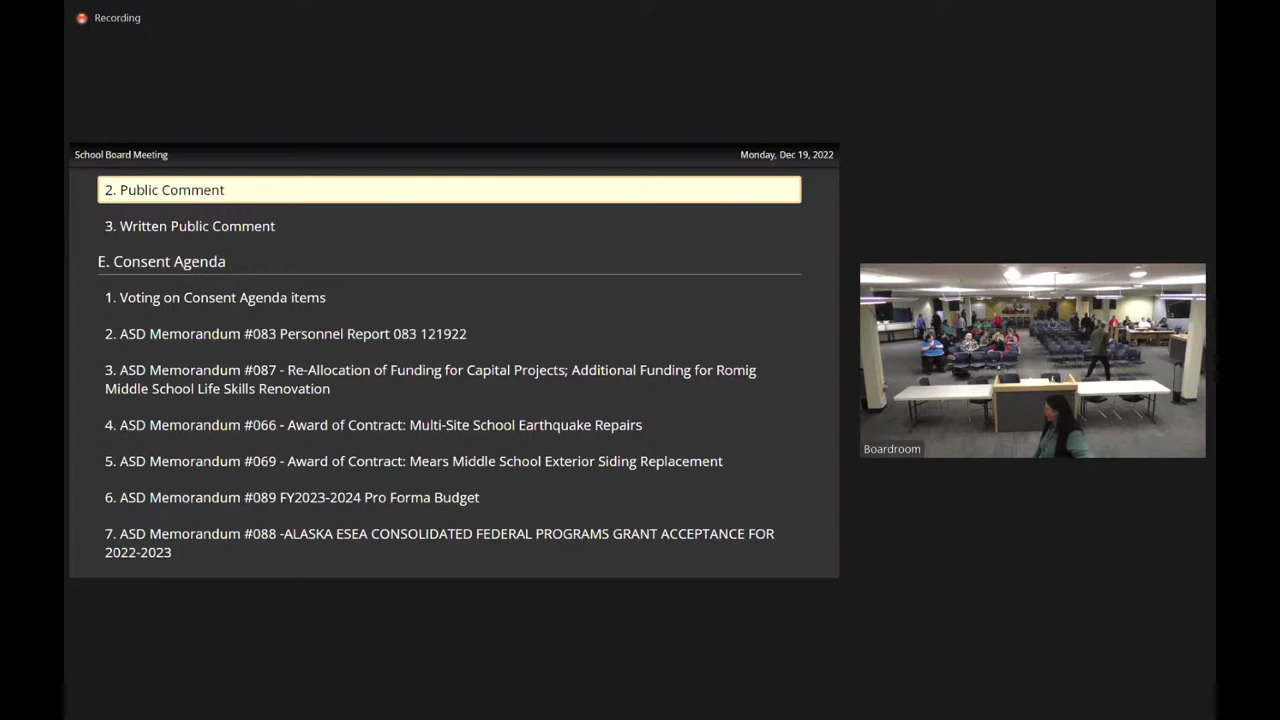 Recording
School Board Meeting
Monday, Dec 19, 2022
2. Public Comment
3. Written Public Comment
E. Consent Agenda
1. Voting on Consent Agenda items
2. ASD Memorandum #083 Personnel Report 083 121922
3. ASD Memorandum #087 - Re-Allocation of Funding for Capital Projects; Additional Funding for Romig
Middle School Life Skills Renovation
4. ASD Memorandum #066 - Award of Contract: Multi-Site School Earthquake Repairs
5. ASD Memorandum #069 - Award of Contract: Mears Middle School Exterior Siding Replacement
6. ASD Memorandum #089 FY2023-2024 Pro Forma Budget
7. ASD Memorandum #088 -ALASKA ESEA CONSOLIDATED FEDERAL PROGRAMS GRANT ACCEPTANCE FOR
2022-2023
Boardroom